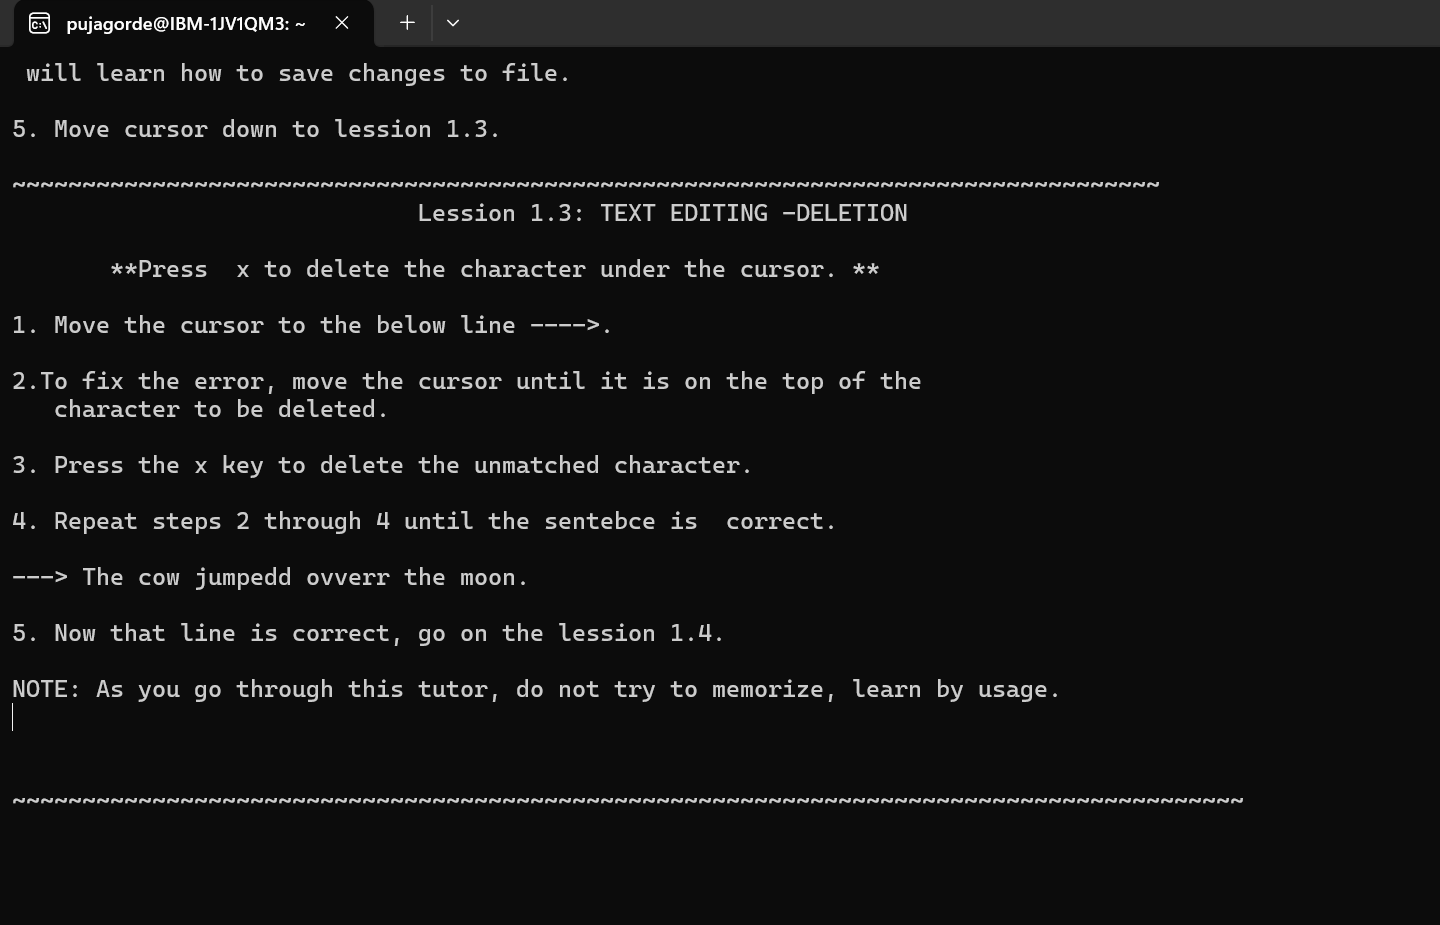 pujagorde@IBM-1JV1QM3: ~
will learn how to save changes to file.
5. Move cursor down to lession 1.3.
~~~~~~~~~~~~~~~~~~~~~~~~~~~~~~~~~~~~~~~~~~~~~~~~~~~~~~~~~~~~~~~~~~~~~~~~~~~~~~~~~~
Lession 1.3: TEXT EDITING -DELETION
**Press  x to delete the character under the cursor. **
1. Move the cursor to the below line ---->.
2.To fix the error, move the cursor until it is on the top of the
character to be deleted.
3. Press the x key to delete the unmatched character.
4. Repeat steps 2 through 4 until the sentebce is  correct.
---> The cow jumpedd ovverr the moon.
5. Now that line is correct, go on the lession 1.4.
NOTE: As you go through this tutor, do not try to memorize, learn by usage.
~~~~~~~~~~~~~~~~~~~~~~~~~~~~~~~~~~~~~~~~~~~~~~~~~~~~~~~~~~~~~~~~~~~~~~~~~~~~~~~~~~~~~~~~